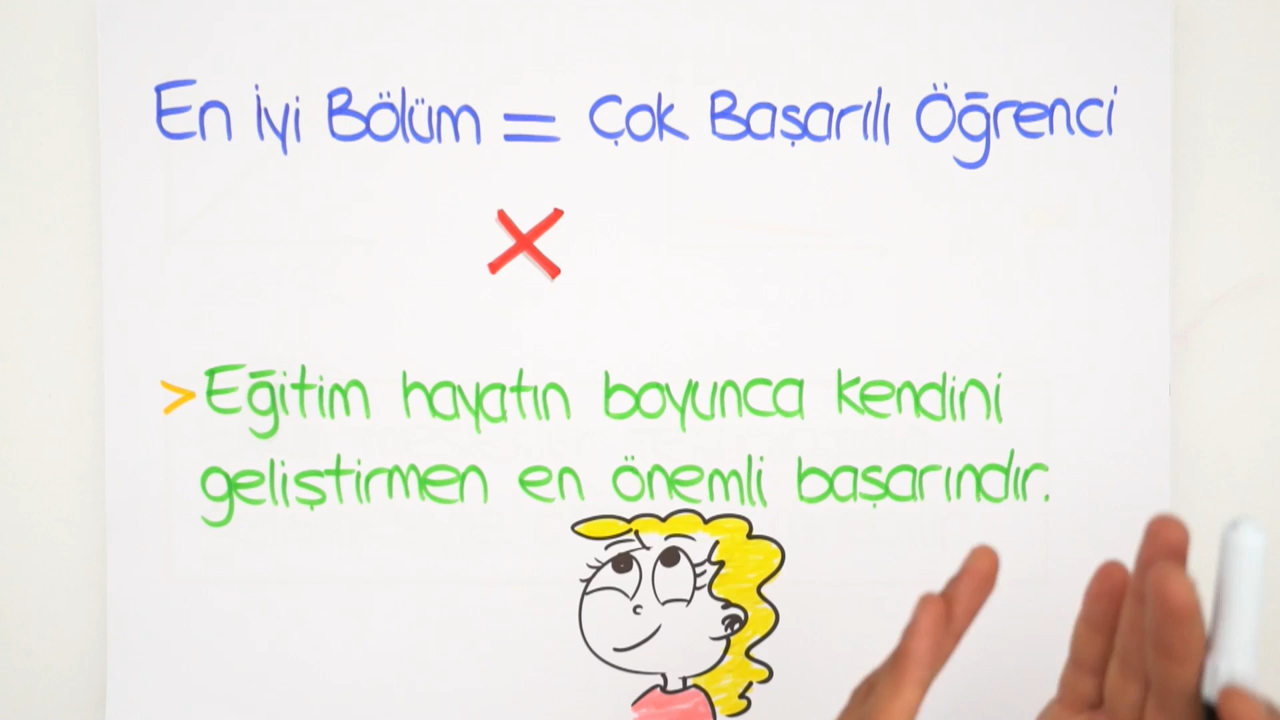 En İyi Bölüm = Çok Başarılı Öğrenci
> Eğitim hayatın boyunca kendini
geliştirmen en önemli başarındır.